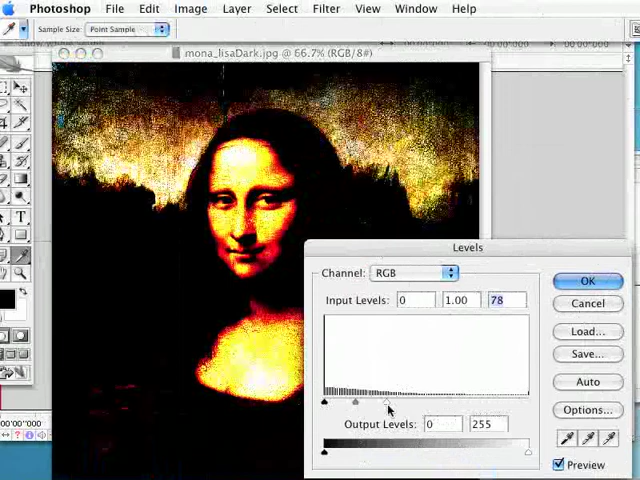 Photoshop File Edit Image Layer Select Filter View Window Help
Sample Size: Point Sample
mona_lisaDark.jpg @ 66.7% (RGB/8#)
Levels
Channel: RGB
OK
Input Levels: 0 1.00 78
Cancel
Load...
Save...
Auto
Options...
Output Levels: 0 255
Preview